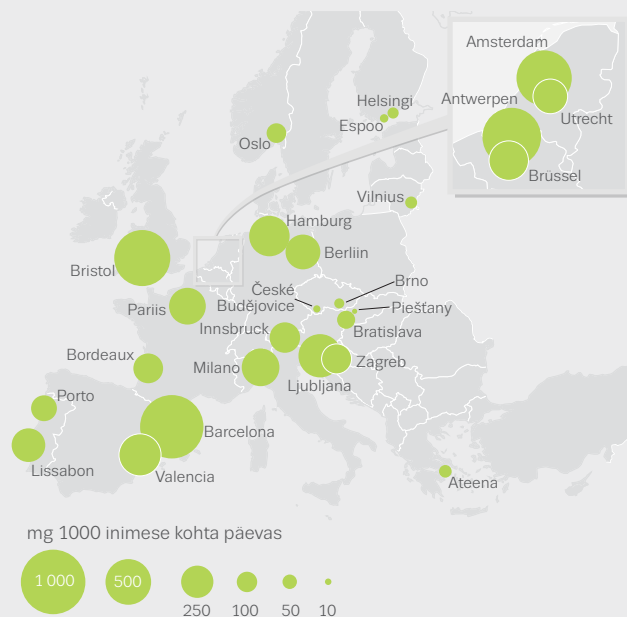 Amsterdam
Antwerpen
Utrecht
Brüssel
Helsingi
Espoo
Oslo
Vilnius
Hamburg
Berliin
Bristol
České
Budějovice
Brno
Piešťany
Pariis
Innsbruck
Bratislava
Bordeaux
Milano
Zagreb
Ljubljana
Porto
Barcelona
Lissabon
Valencia
Ateena
mg 1000 inimese kohta päevas
1 000
500
250
100
50
10